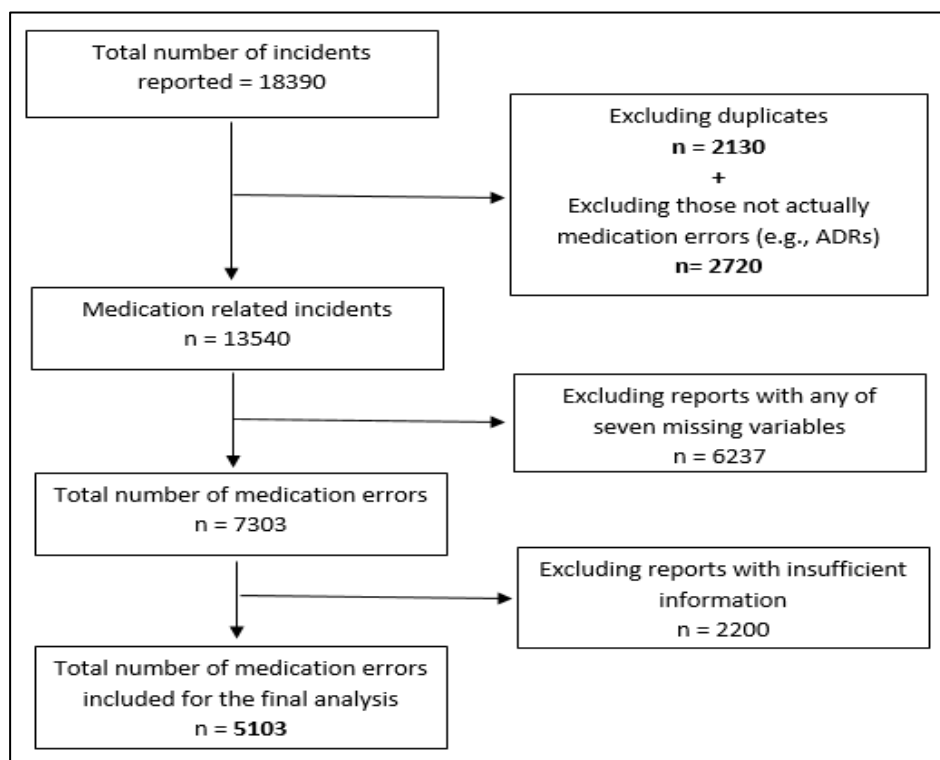 Total number of incidents
reported = 18390
Excluding duplicates
n = 2130
+
Excluding those not actually
medication errors (e.g., ADRs)
n= 2720
Medication related incidents
n = 13540
Excluding reports with any of
seven missing variables
n = 6237
Total number of medication errors
n = 7303
Excluding reports with insufficient
information
n = 2200
Total number of medication errors
included for the final analysis
n = 5103